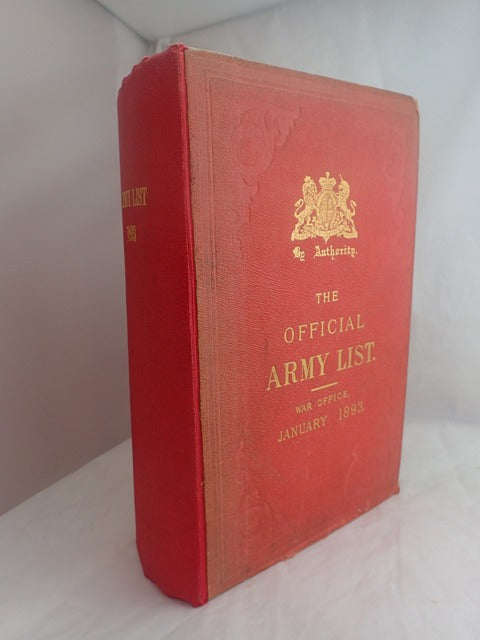 ARMY LIST
1893
By Authority.
THE
OFFICIAL
ARMY LIST.
WAR OFFICE,
JANUARY 1893.